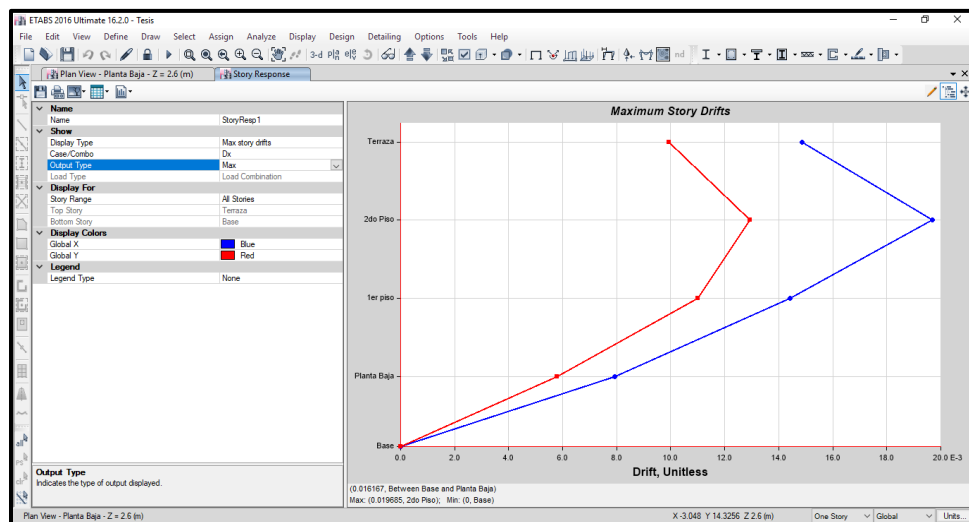 ETABS 2016 Ultimate 16.2.0 - Tesis
File Edit View Define Draw Select Assign Analyze Display Design Detailing Options Tools Help
3-d nd
Plan View - Planta Baja - Z = 2.6 (m) Story Response
Name
Name StoryResp1
Show
Display Type Max story drifts
Case/Combo Dx
Output Type Max
Load Type Load Combination
Display For
Story Range All Stories
Top Story Terraza
Bottom Story Base
Display Colors
Global X Blue
Global Y Red
Legend
Legend Type None
Output Type
Indicates the type of output displayed.
Maximum Story Drifts
Terraza
2do Piso
1er piso
Planta Baja
Base
0.0 2.0 4.0 6.0 8.0 10.0 12.0 14.0 16.0 18.0 20.0 E-3
Drift, Unitless
(0.016167, Between Base and Planta Baja)
Max: (0.019685, 2do Piso); Min: (0, Base)
Plan View - Planta Baja - Z = 2.6 (m) X -3.048 Y 14.3256 Z 2.6 (m) One Story Global Units...